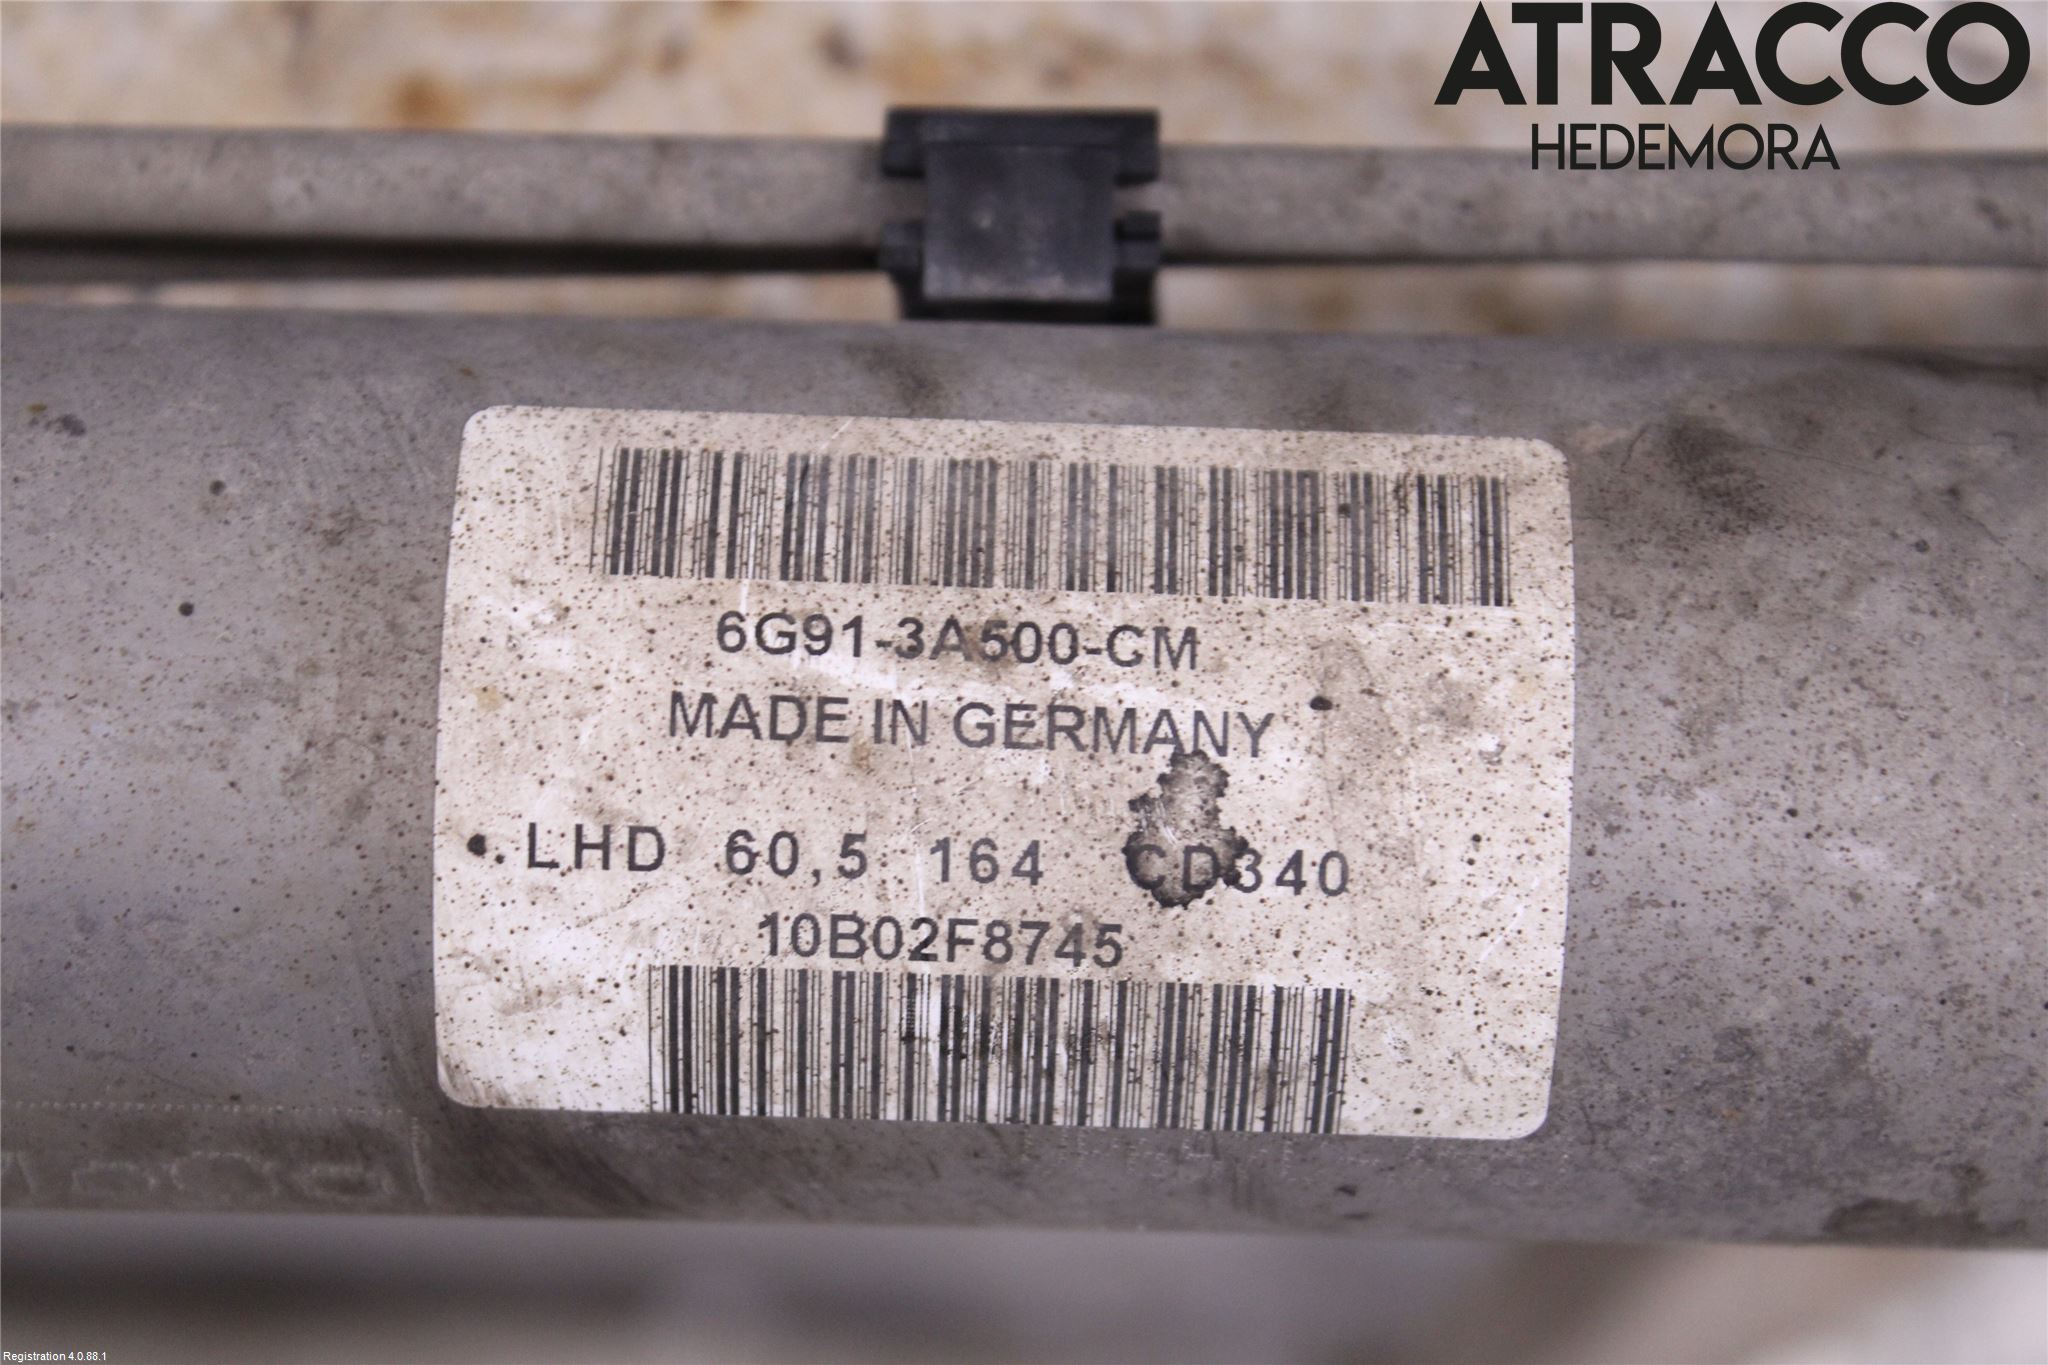 ATRACCO
HEDEMORA
6G91-3A500-CM
MADE IN GERMANY
LHD 60,5 164 CD340
10B02F8745
Registration 4.0.88.1